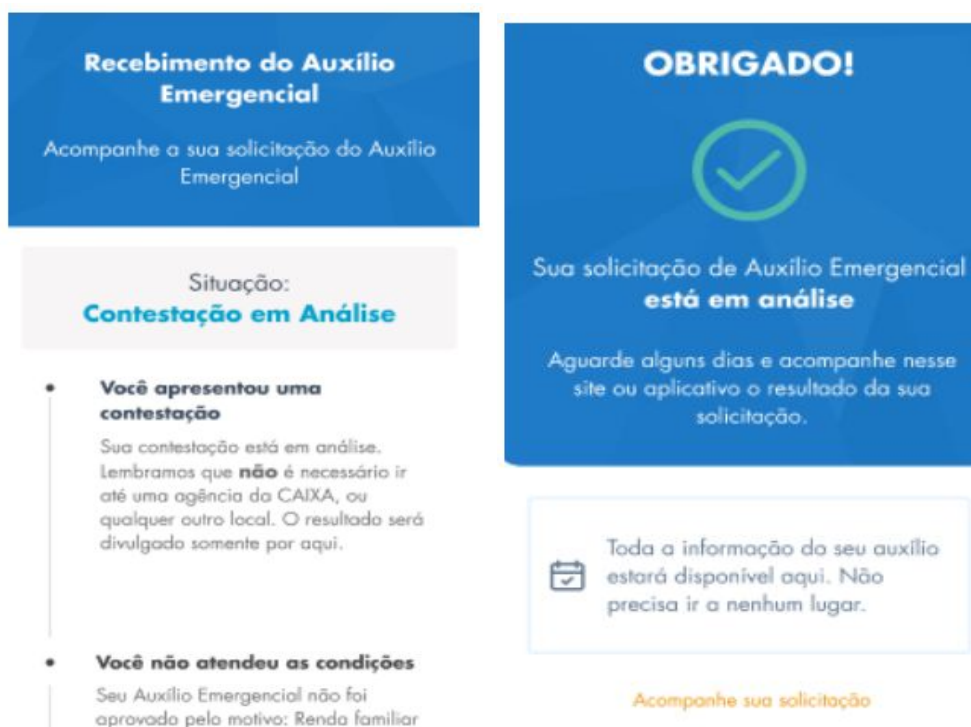 Recebimento do Auxílio
Emergencial
Acompanhe a sua solicitação do Auxílio
Emergencial
Situação:
Contestação em Análise
Você apresentou uma
contestação
Sua contestação está em análise.
Lembramos que não é necessário ir
até uma agência da CAIXA, ou
qualquer outro local. O resultado será
divulgado somente por aqui.
Você não atendeu as condições
Seu Auxílio Emergencial não foi
aprovado pelo motivo: Renda familiar
OBRIGADO!
Sua solicitação de Auxílio Emergencial
está em análise
Aguarde alguns dias e acompanhe nesse
site ou aplicativo o resultado da sua
solicitação.
Toda a informação do seu auxílio
estará disponível aqui. Não
precisa ir a nenhum lugar.
Acompanhe sua solicitação